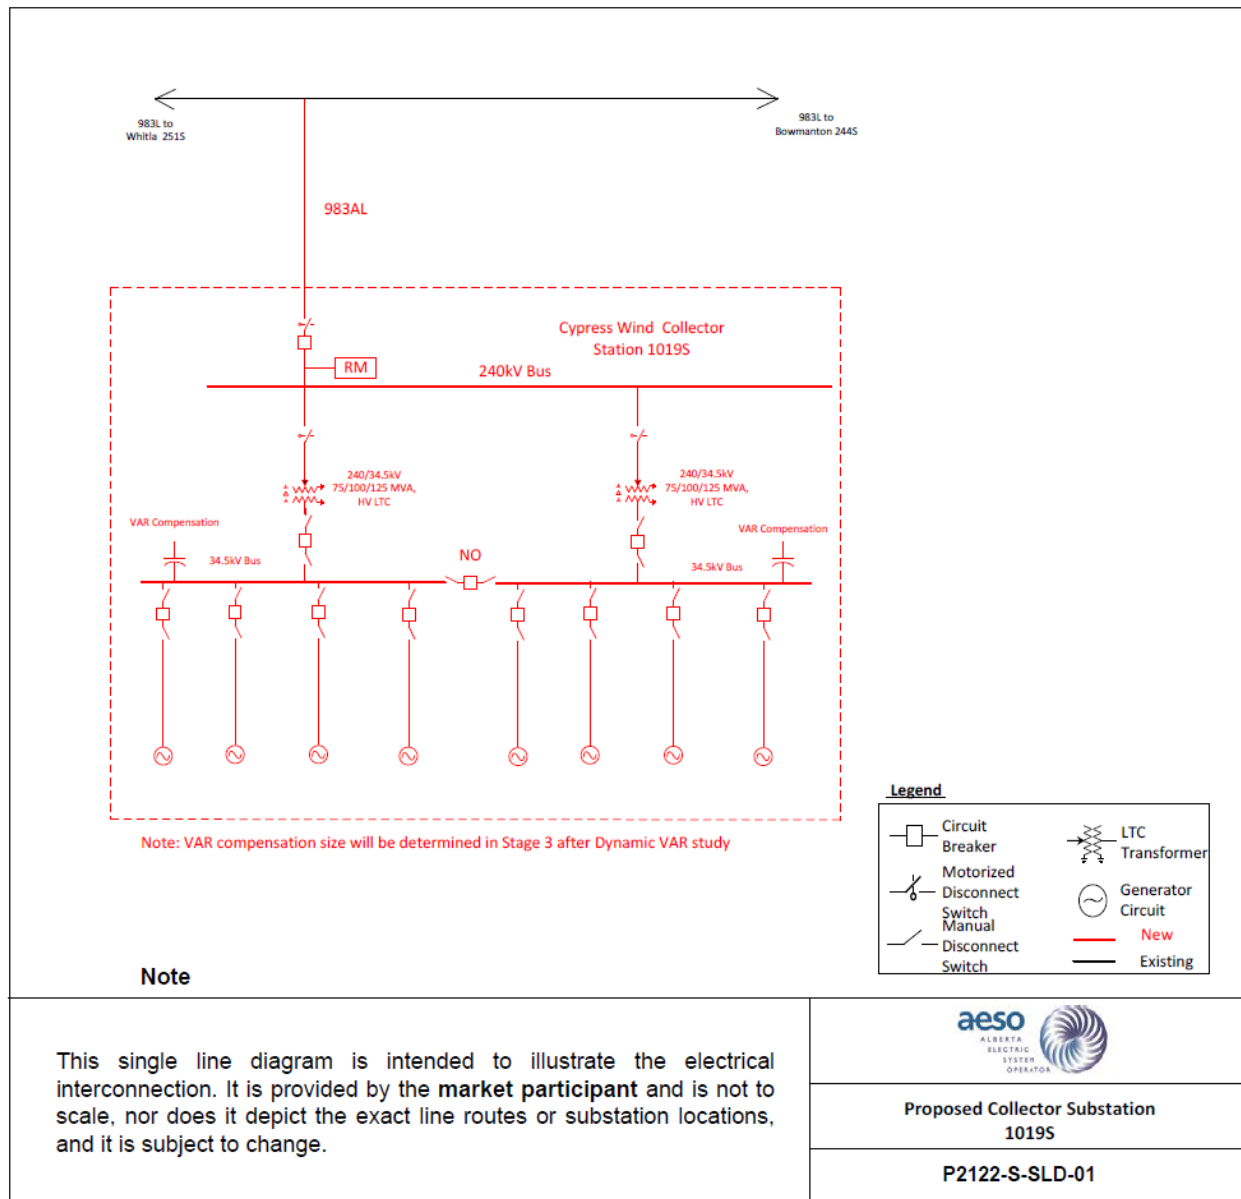 983L to
Whitla 251S
983L to
Bowmanton 244S
983AL
Cypress Wind Collector
Station 1019S
RM
240kV Bus
240/34.5kV
75/100/125 MVA,
HV LTC
240/34.5kV
75/100/125 MVA,
HV LTC
VAR Compensation
VAR Compensation
34.5kV Bus
NO
34.5kV Bus
Note: VAR compensation size will be determined in Stage 3 after Dynamic VAR study
Legend
Circuit
Breaker
LTC
Transformer
Motorized
Disconnect
Switch
Generator
Circuit
Manual
Disconnect
Switch
New
Existing
Note
This single line diagram is intended to illustrate the electrical
interconnection. It is provided by the market participant and is not to
scale, nor does it depict the exact line routes or substation locations,
and it is subject to change.
aeso
ALBERTA
ELECTRIC
SYSTEM
OPERATOR
Proposed Collector Substation
1019S
P2122-S-SLD-01